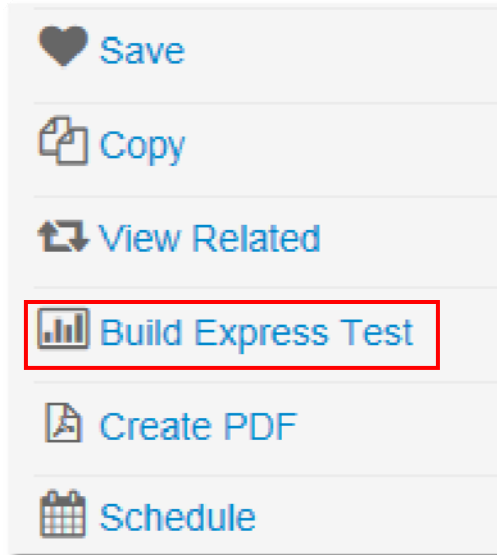 Save
Copy
View Related
Build Express Test
Create PDF
Schedule